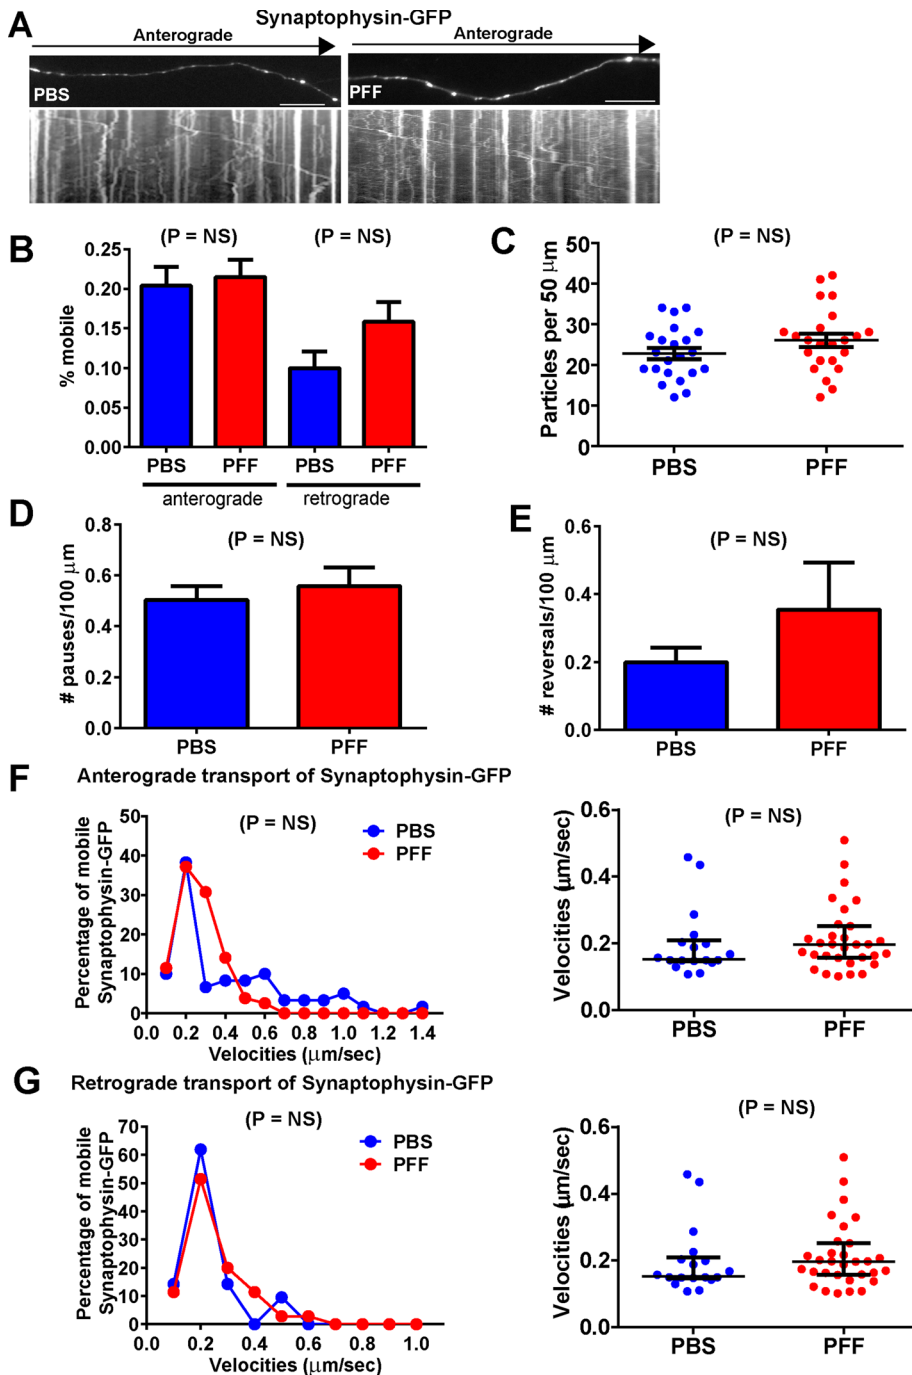 A
Synaptophysin-GFP
Anterograde
Anterograde
PBS
PFF
B
(P = NS)
(P = NS)
% mobile
0.25
0.20
0.15
0.10
0.05
0.00
PBS
PFF
PBS
PFF
anterograde
retrograde
C
(P = NS)
Particles per 50 μm
50
40
30
20
10
0
PBS
PFF
D
(P = NS)
# pauses/100 μm
0.8
0.6
0.4
0.2
0.0
PBS
PFF
E
(P = NS)
# reversals/100 μm
0.6
0.4
0.2
0.0
PBS
PFF
F
Anterograde transport of Synaptophysin-GFP
(P = NS)
PBS
PFF
Percentage of mobile
Synaptophysin-GFP
50
40
30
20
10
0
0.0 0.2 0.4 0.6 0.8 1.0 1.2 1.4
Velocities (μm/sec)
(P = NS)
Velocities (μm/sec)
0.6
0.4
0.2
0.0
PBS
PFF
G
Retrograde transport of Synaptophysin-GFP
(P = NS)
PBS
PFF
Percentage of mobile
Synaptophysin-GFP
70
60
50
40
30
20
10
0
0.0 0.2 0.4 0.6 0.8 1.0
Velocities (μm/sec)
(P = NS)
Velocities (μm/sec)
0.6
0.4
0.2
0.0
PBS
PFF